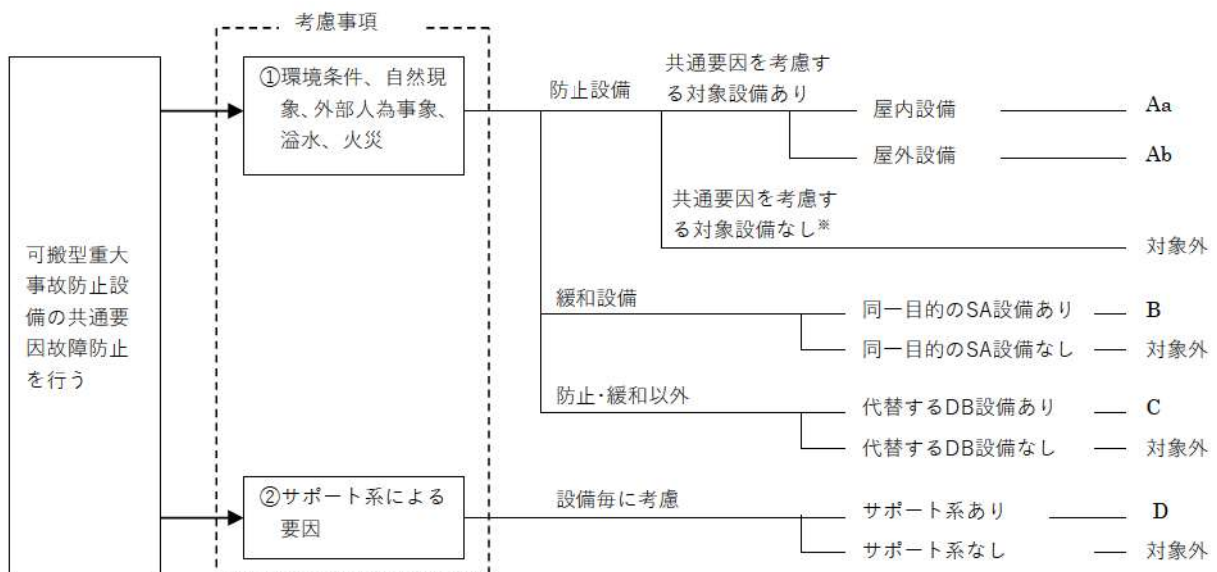 考慮事項
可搬型重大
事故防止設
備の共通要
因故障防止
を行う
①環境条件、自然現
象、外部人為事象、
溢水、火災
防止設備
共通要因を考慮す
る対象設備あり
屋内設備
Aa
屋外設備
Ab
共通要因を考慮す
る対象設備なし※
対象外
緩和設備
同一目的のSA設備あり
B
同一目的のSA設備なし
対象外
防止・緩和以外
代替するDB設備あり
C
代替するDB設備なし
対象外
②サポート系による
要因
設備毎に考慮
サポート系あり
D
サポート系なし
対象外